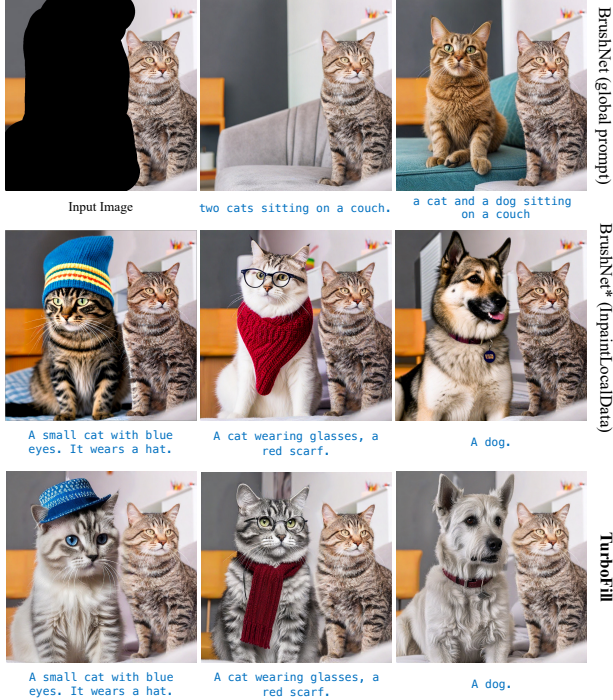 BrushNet (global prompt)
Input Image
two cats sitting on a couch.
a cat and a dog sitting
on a couch
BrushNet* (InpaintLocalData)
A small cat with blue
eyes. It wears a hat.
A cat wearing glasses, a
red scarf.
A dog.
TurboFill
A small cat with blue
eyes. It wears a hat.
A cat wearing glasses, a
red scarf.
A dog.